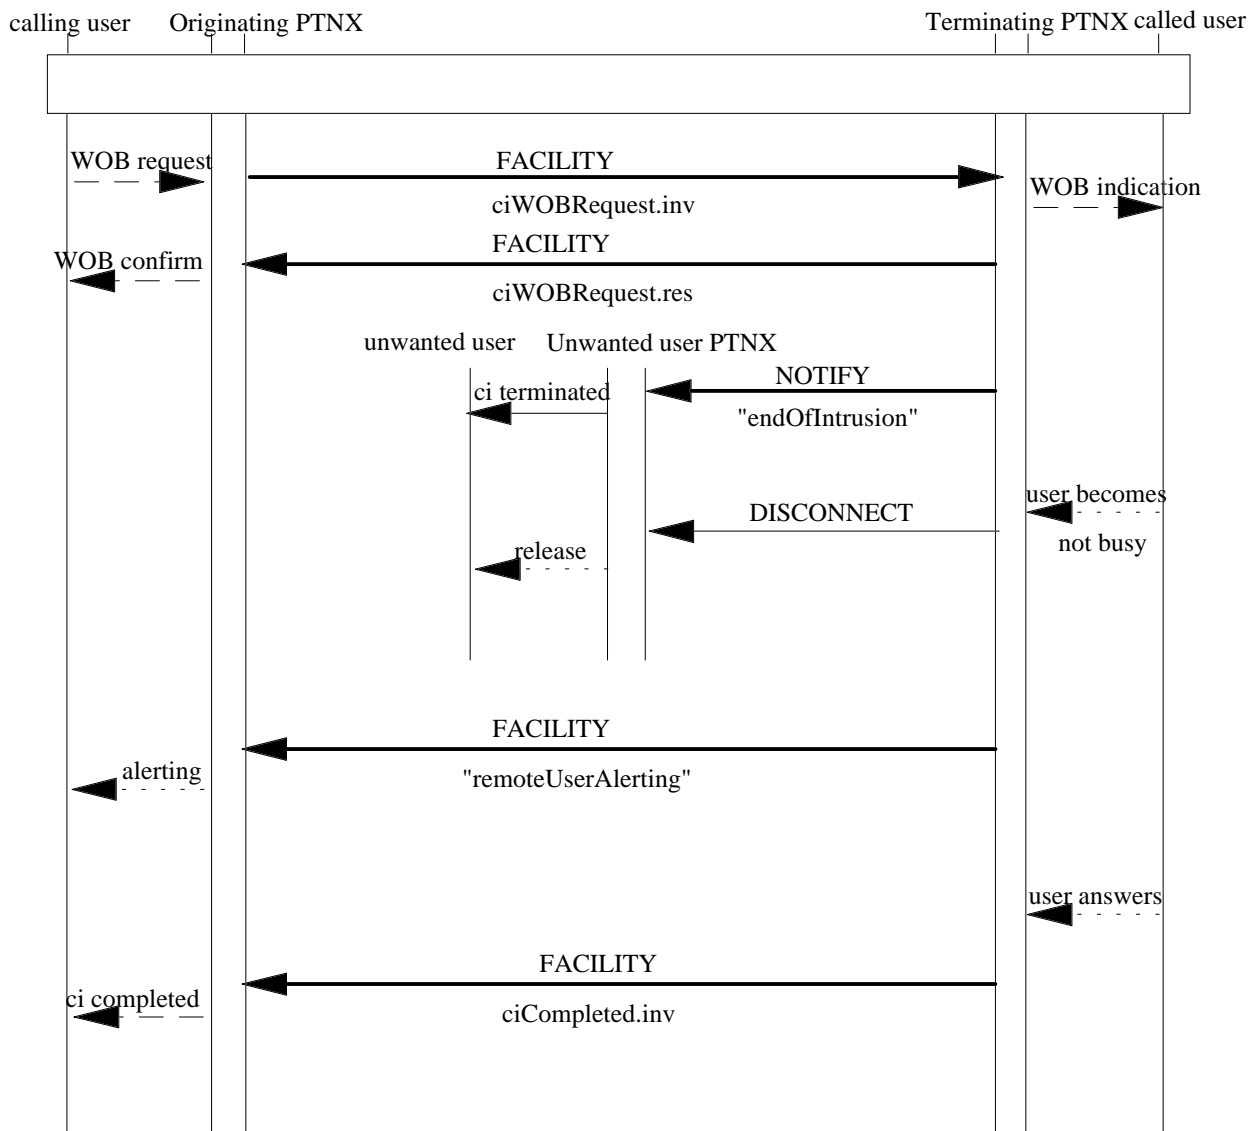 calling user
Originating PTNX
Terminating PTNX
called user
WOB request
FACILITY
ciWOBRequest.inv
WOB indication
FACILITY
WOB confirm
ciWOBRequest.res
unwanted user
Unwanted user PTNX
NOTIFY
ci terminated
"endOfIntrusion"
user becomes
not busy
DISCONNECT
release
FACILITY
alerting
"remoteUserAlerting"
user answers
FACILITY
ci completed
ciCompleted.inv